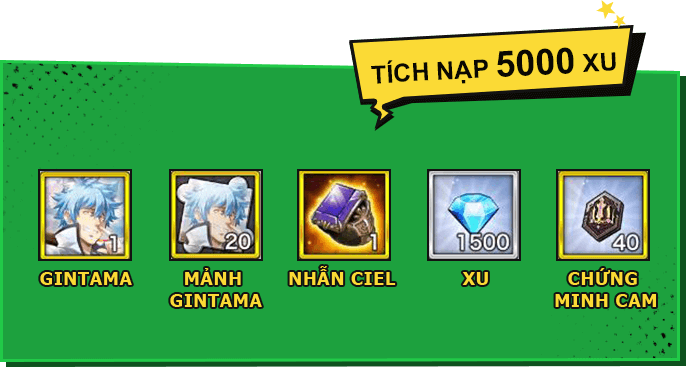 TÍCH NẠP 5000 XU
1
20
1
1500
40
GINTAMA
MẢNH
GINTAMA
NHẪN CIEL
XU
CHỨNG
MINH CAM